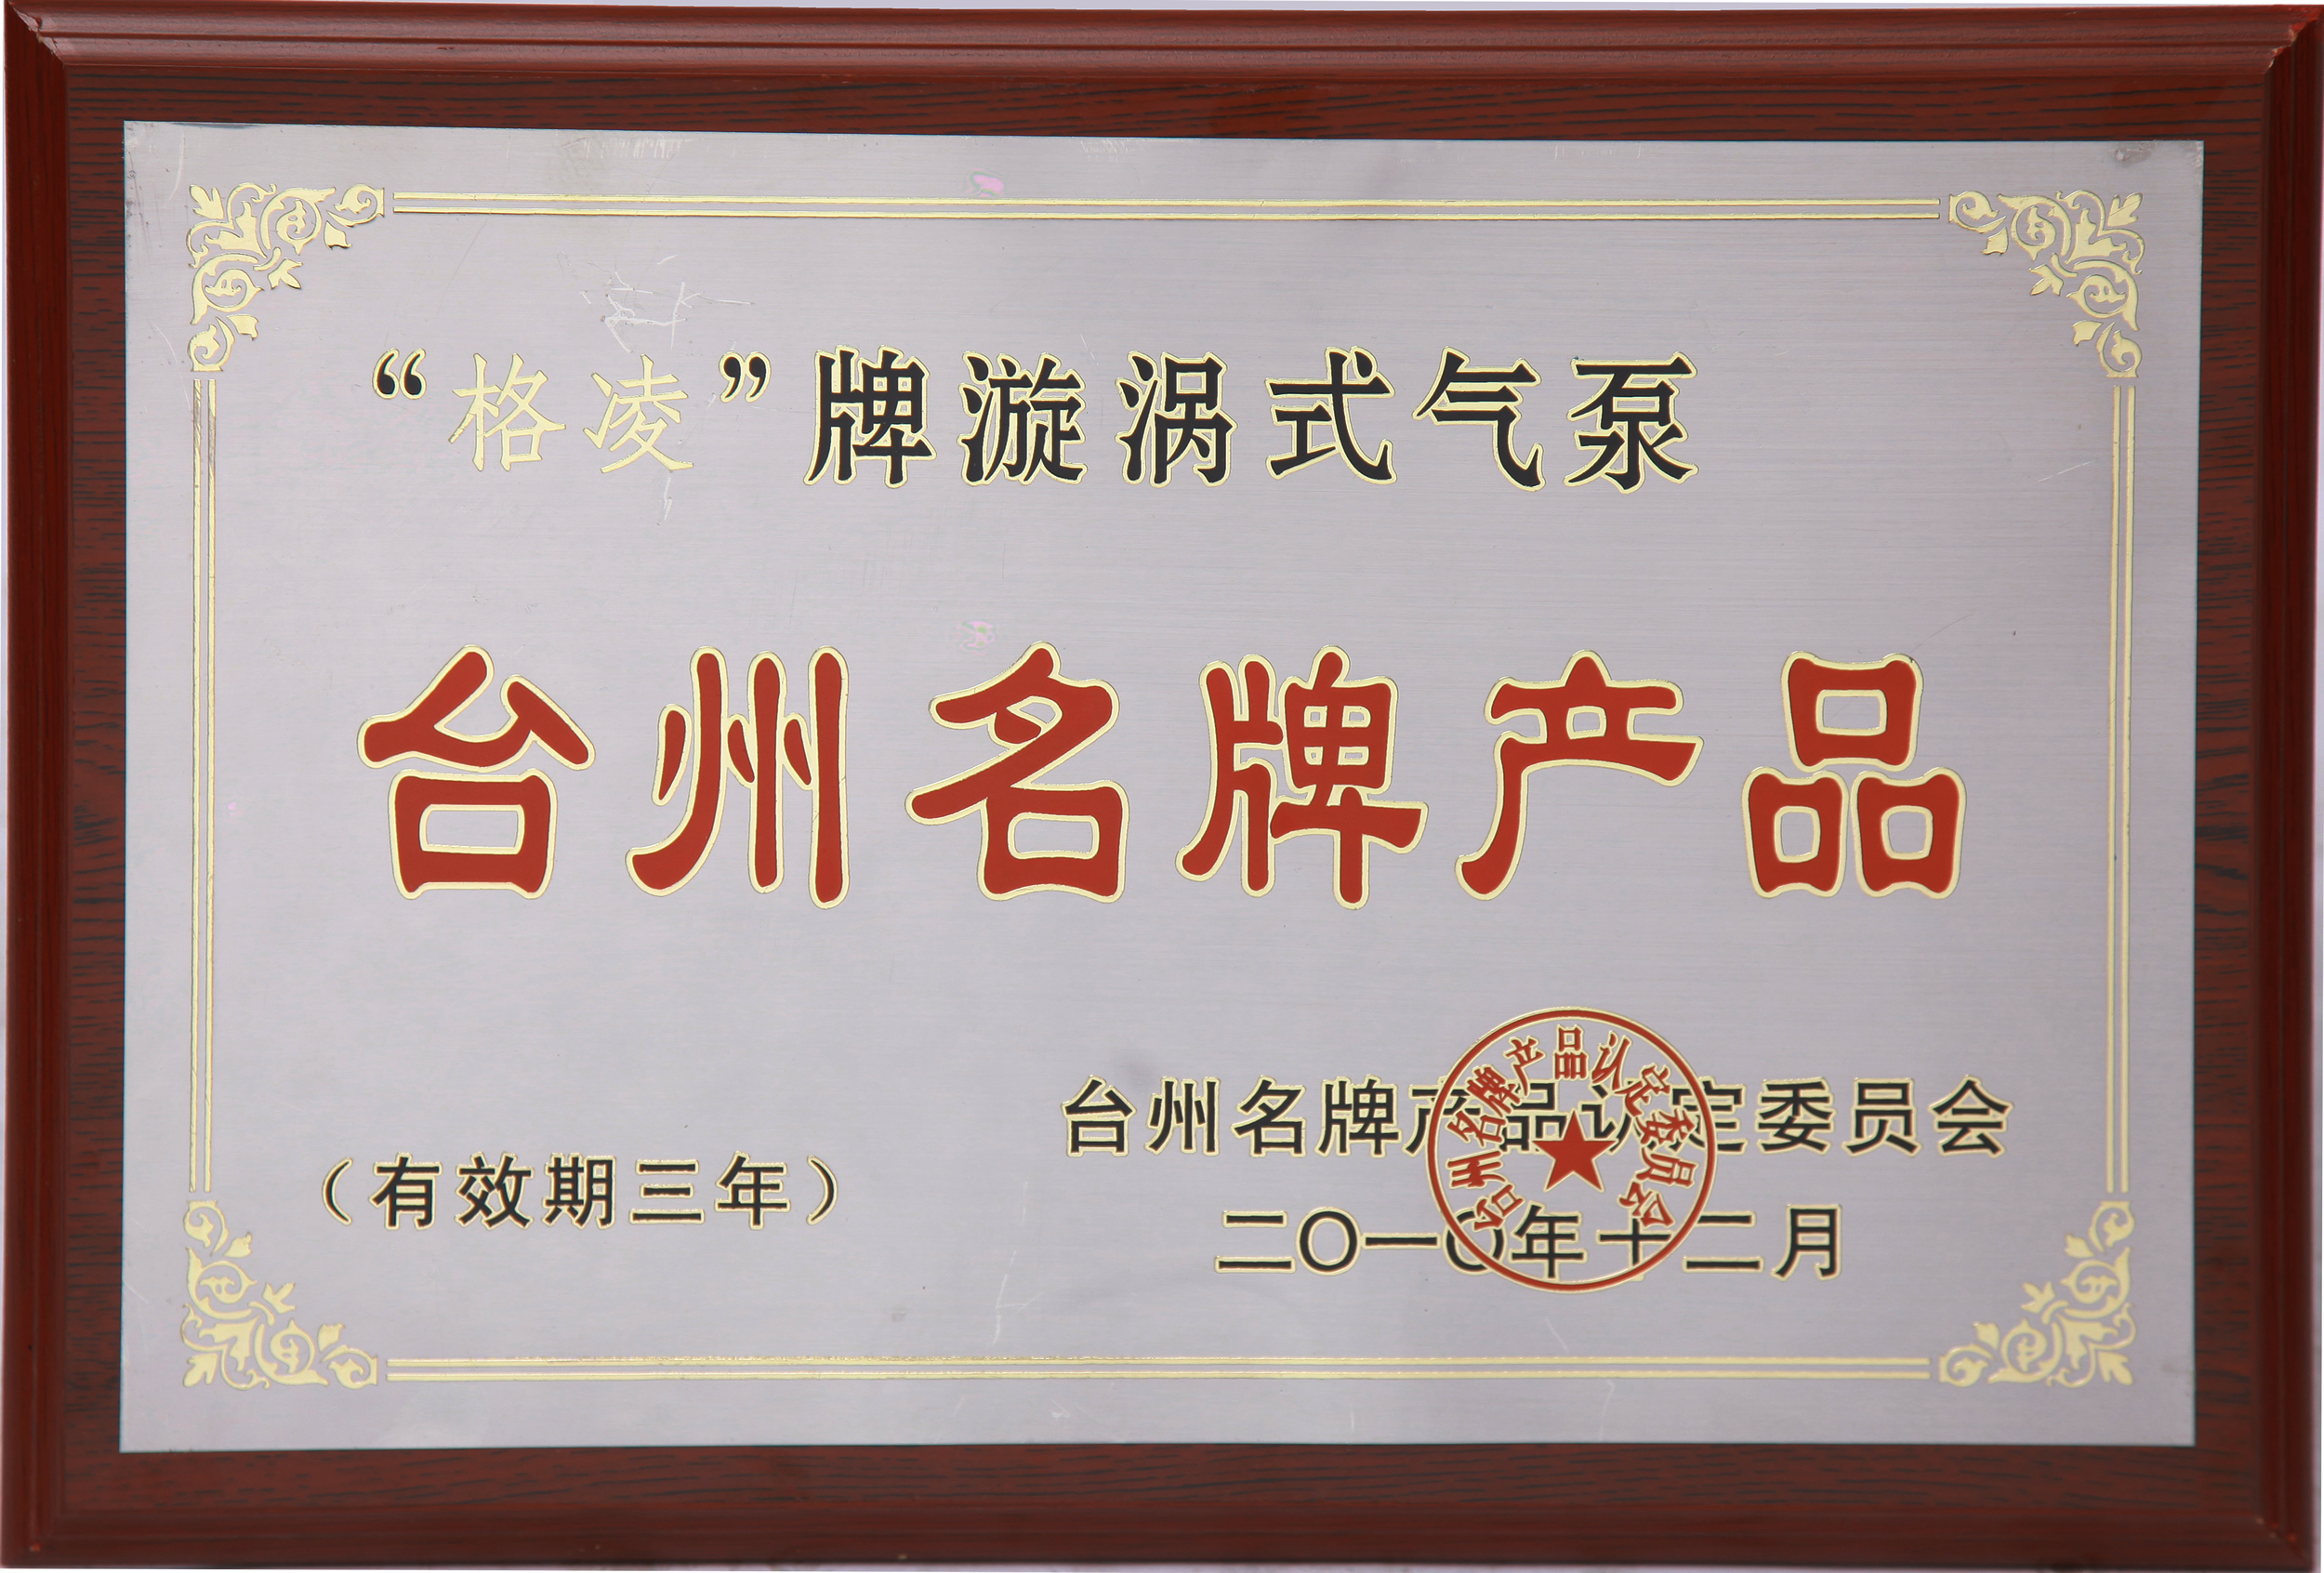 “格凌”牌漩涡式气泵
台州名牌产品
（有效期三年）
台州名牌产品认定委员会
二〇一〇年十二月
台州名牌产品认定委员会